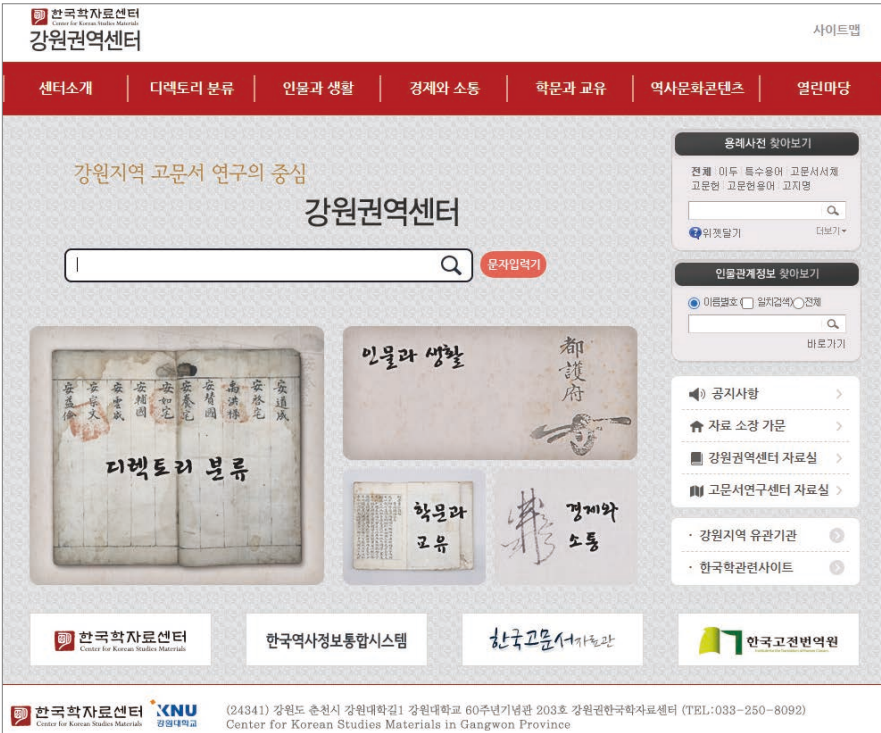 한국학자료센터
Center for Korean Studies Materials
강원권역센터
사이트맵
센터소개
디렉토리 분류
인물과 생활
경제와 소통
학문과 교유
역사문화콘텐츠
열린마당
강원지역 고문서 연구의 중심
강원권역센터
문자입력기
용례사전 찾아보기
전체 이두 특수용어 고문서서체
고문헌 고문헌용어 고지명
위젯달기
더보기
인물관계정보 찾아보기
이름별호 ( 일치검색) 전체
바로가기
디렉토리 분류
인물과 생활
都護府
학문과
교유
경제와
소통
공지사항
자료 소장 가문
강원권역센터 자료실
고문서연구센터 자료실
· 강원지역 유관기관
· 한국학관련사이트
한국학자료센터
Center for Korean Studies Materials
한국역사정보통합시스템
한국고문서자료관
한국고전번역원
한국학자료센터
Center for Korean Studies Materials
KNU
강원대학교
(24341) 강원도 춘천시 강원대학길1 강원대학교 60주년기념관 203호 강원권한국학자료센터 (TEL:033-250-8092)
Center for Korean Studies Materials in Gangwon Province